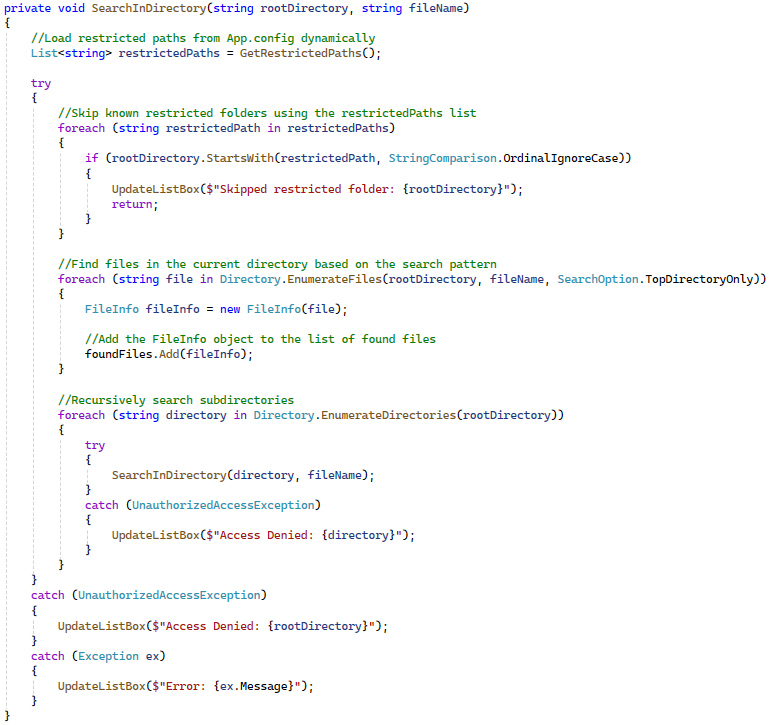 private void SearchInDirectory(string rootDirectory, string fileName)
{
    //Load restricted paths from App.config dynamically
    List<string> restrictedPaths = GetRestrictedPaths();

    try
    {
        //Skip known restricted folders using the restrictedPaths list
        foreach (string restrictedPath in restrictedPaths)
        {
            if (rootDirectory.StartsWith(restrictedPath, StringComparison.OrdinalIgnoreCase))
            {
                UpdateListBox($"Skipped restricted folder: {rootDirectory}");
                return;
            }
        }

        //Find files in the current directory based on the search pattern
        foreach (string file in Directory.EnumerateFiles(rootDirectory, fileName, SearchOption.TopDirectoryOnly))
        {
            FileInfo fileInfo = new FileInfo(file);

            //Add the FileInfo object to the list of found files
            foundFiles.Add(fileInfo);
        }

        //Recursively search subdirectories
        foreach (string directory in Directory.EnumerateDirectories(rootDirectory))
        {
            try
            {
                SearchInDirectory(directory, fileName);
            }
            catch (UnauthorizedAccessException)
            {
                UpdateListBox($"Access Denied: {directory}");
            }
        }
    }
    catch (UnauthorizedAccessException)
    {
        UpdateListBox($"Access Denied: {rootDirectory}");
    }
    catch (Exception ex)
    {
        UpdateListBox($"Error: {ex.Message}");
    }
}